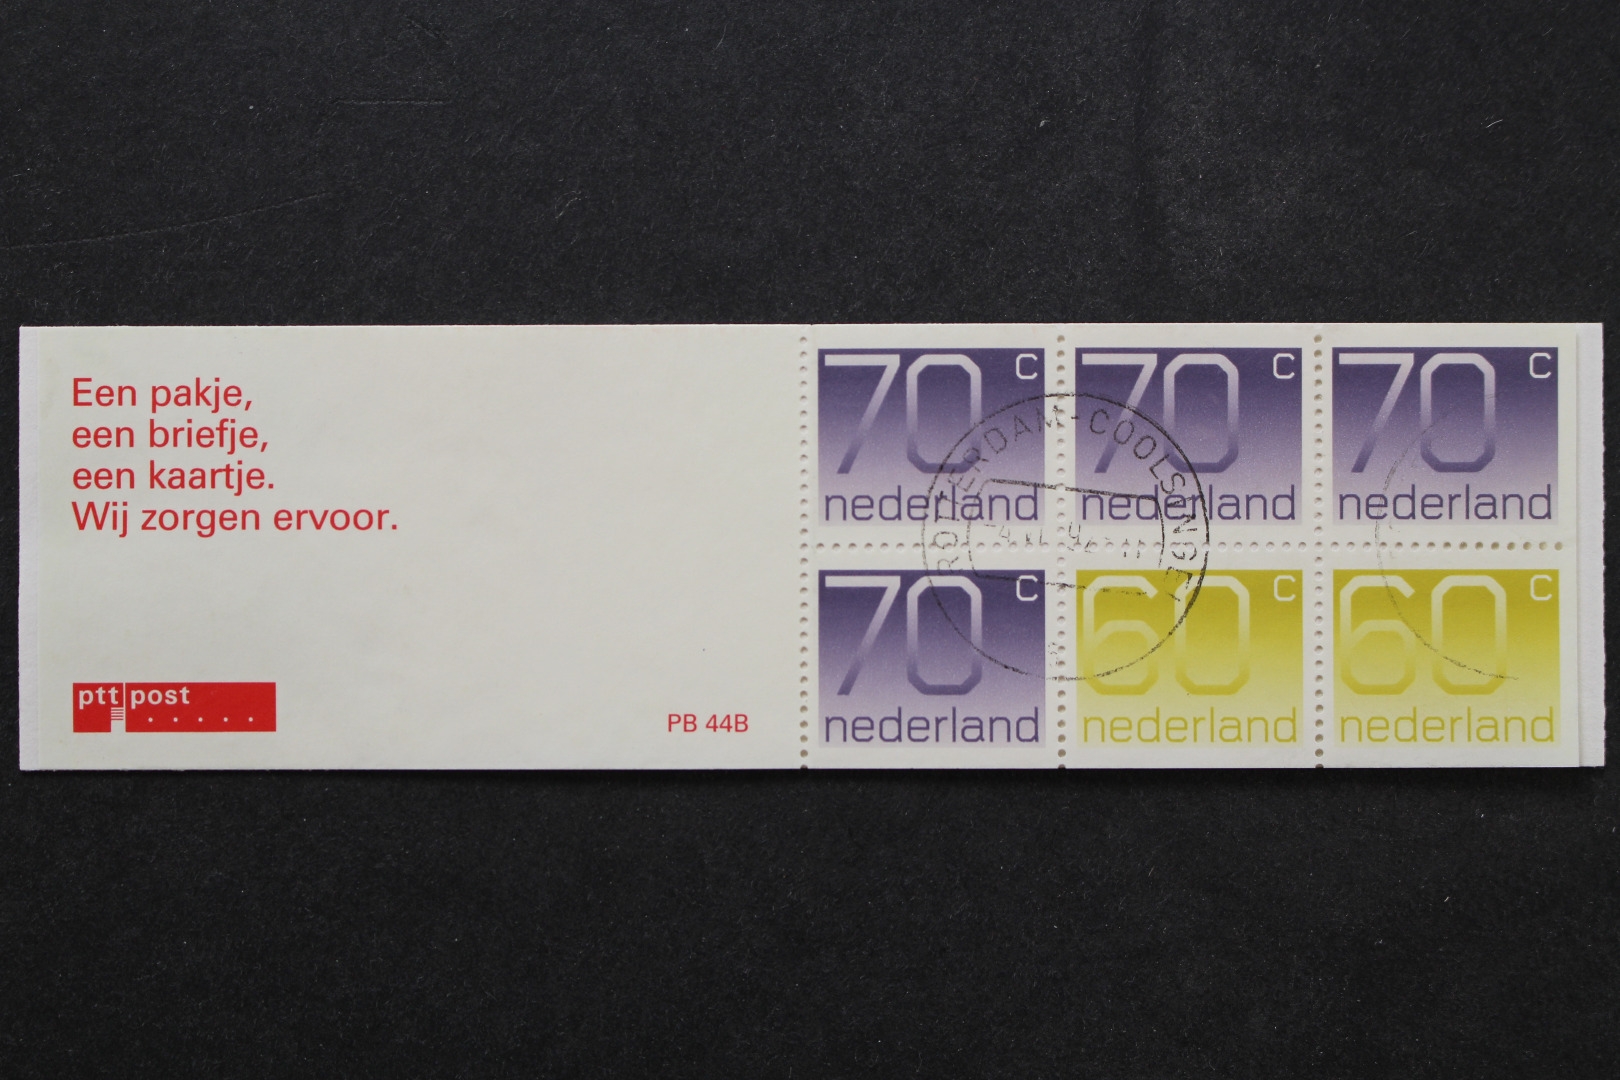 Een pakje,
een briefje,
een kaartje.
Wij zorgen ervoor.
ptt post
PB 44B
70 c
nederland
70 c
nederland
70 c
nederland
70 c
nederland
60 c
nederland
60 c
nederland
ROTTERDAM-COOLSINGEL